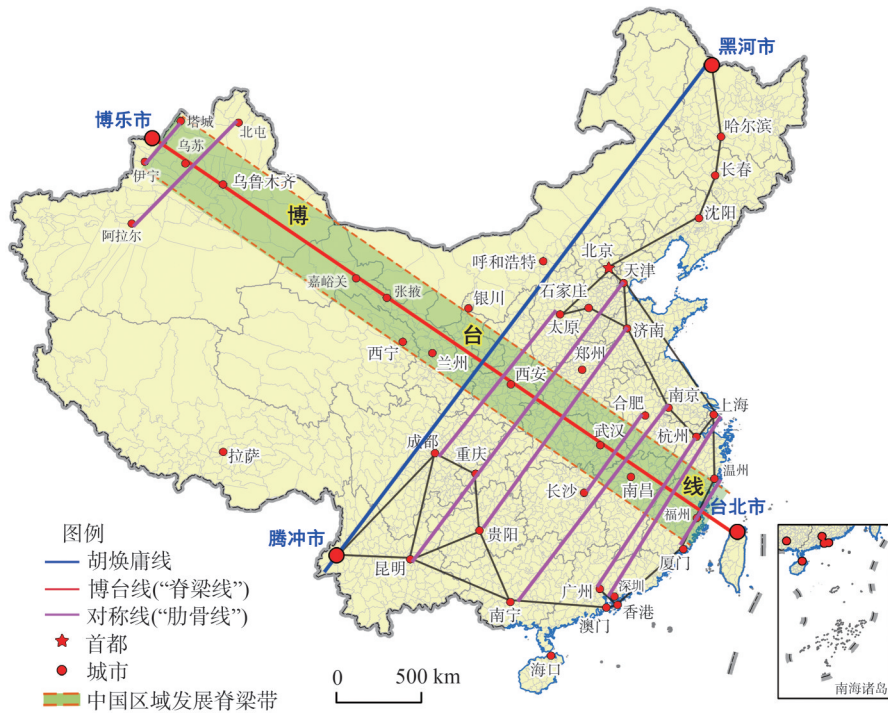 黑河市
博乐市
塔城
北屯
乌苏
伊宁
乌鲁木齐
阿拉尔
哈尔滨
长春
沈阳
博
北京
天津
呼和浩特
嘉峪关
张掖
银川
石家庄
太原
济南
台
西宁
兰州
郑州
西安
合肥
南京
上海
杭州
武汉
成都
重庆
拉萨
温州
长沙
南昌
线
台北市
福州
腾冲市
贵阳
昆明
厦门
广州
深圳
香港
澳门
南宁
海口
图例
胡焕庸线
博台线(“脊梁线”)
对称线(“肋骨线”)
首都
城市
中国区域发展脊梁带
0 500 km
南海诸岛